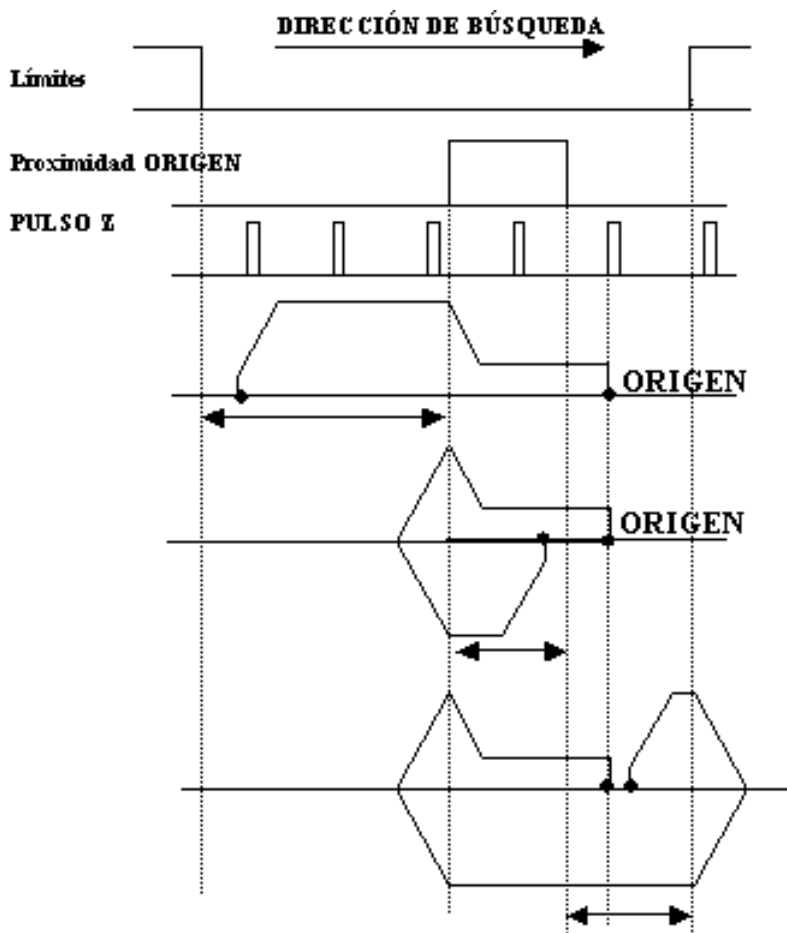 DIRECCIÓN DE BÚSQUEDA
Límites
Proximidad ORIGEN
PULSO Z
ORIGEN
ORIGEN